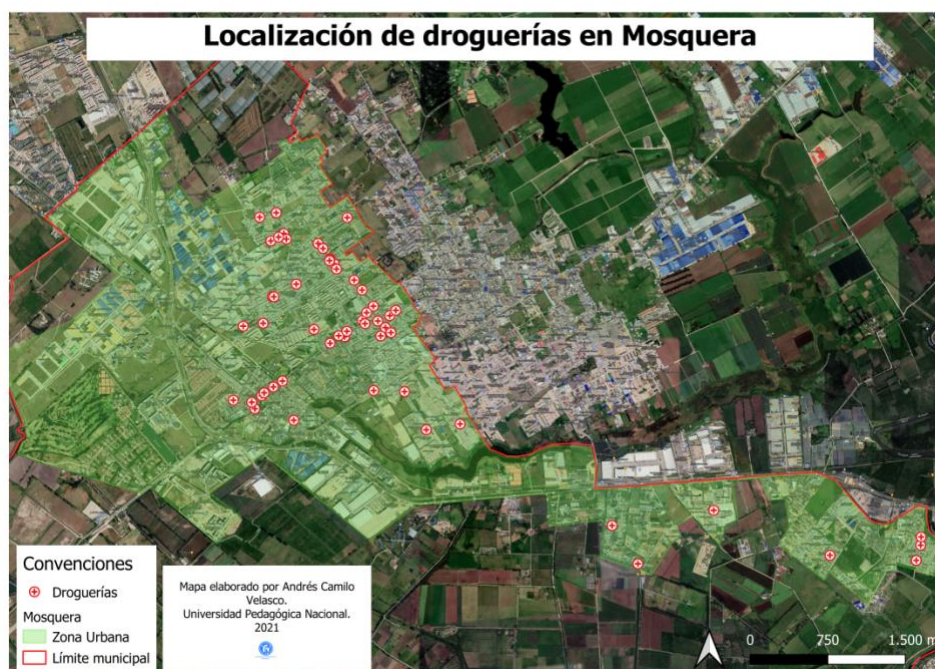 Localización de droguerías en Mosquera
Convenciones
Droguerías
Mosquera
Zona Urbana
Límite municipal
Mapa elaborado por Andrés Camilo
Velasco.
Universidad Pedagógica Nacional.
2021
0 750 1.500 m